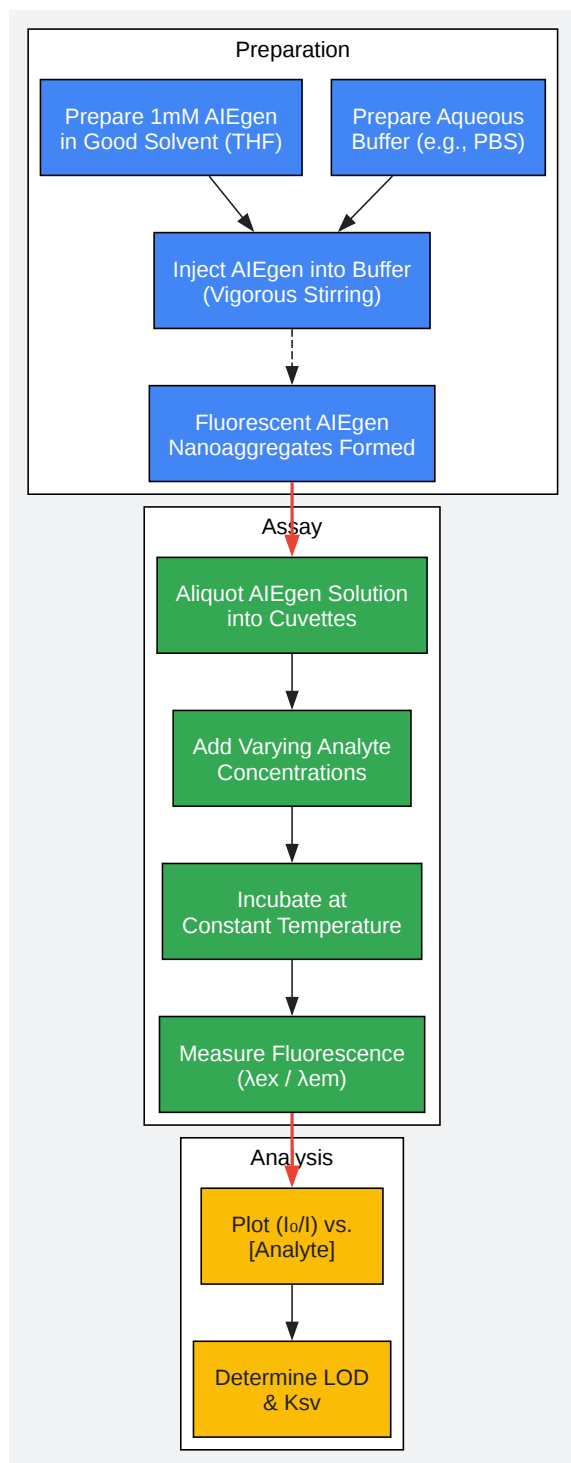 Preparation
Prepare 1mM AIEgen
in Good Solvent (THF)
Prepare Aqueous
Buffer (e.g., PBS)
Inject AIEgen into Buffer
(Vigorous Stirring)
Fluorescent AIEgen
Nanoaggregates Formed
Assay
Aliquot AIEgen Solution
into Cuvettes
Add Varying Analyte
Concentrations
Incubate at
Constant Temperature
Measure Fluorescence
(λex / λem)
Analysis
Plot (I₀/I) vs.
[Analyte]
Determine LOD
& Ksv